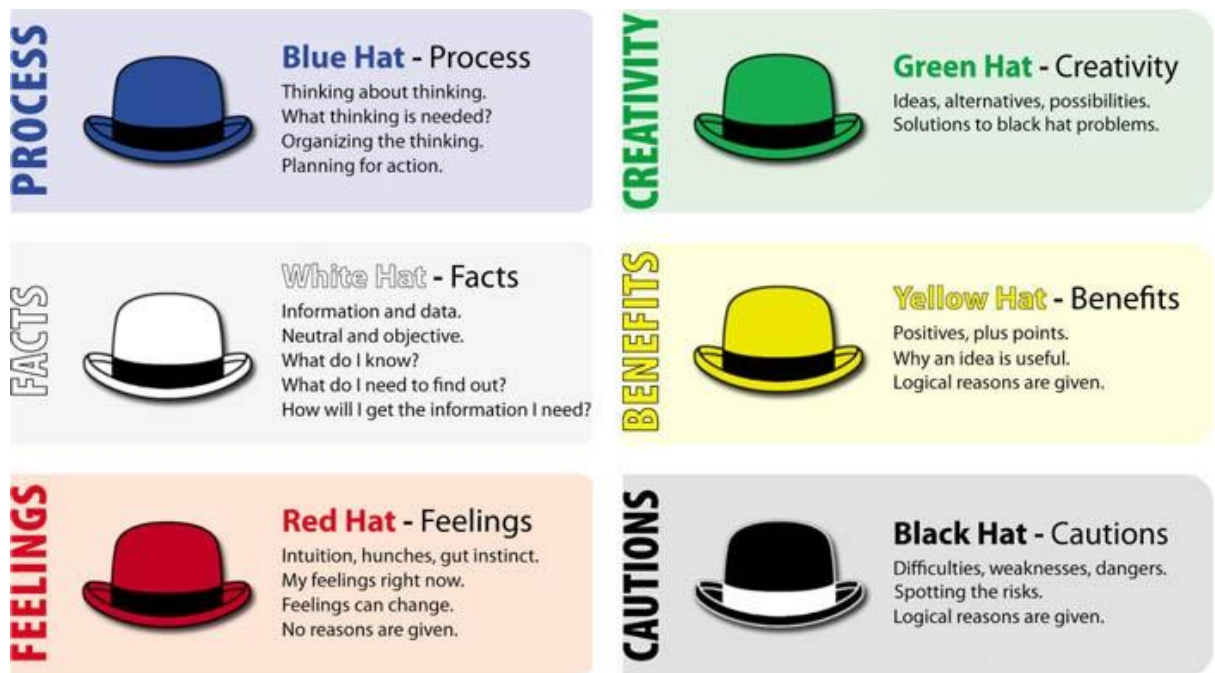 PROCESS
Blue Hat - Process
Thinking about thinking.
What thinking is needed?
Organizing the thinking.
Planning for action.
CREATIVITY
Green Hat - Creativity
Ideas, alternatives, possibilities.
Solutions to black hat problems.
FACTS
White Hat - Facts
Information and data.
Neutral and objective.
What do I know?
What do I need to find out?
How will I get the information I need?
BENEFITS
Yellow Hat - Benefits
Positives, plus points.
Why an idea is useful.
Logical reasons are given.
FEELINGS
Red Hat - Feelings
Intuition, hunches, gut instinct.
My feelings right now.
Feelings can change.
No reasons are given.
CAUTIONS
Black Hat - Cautions
Difficulties, weaknesses, dangers.
Spotting the risks.
Logical reasons are given.